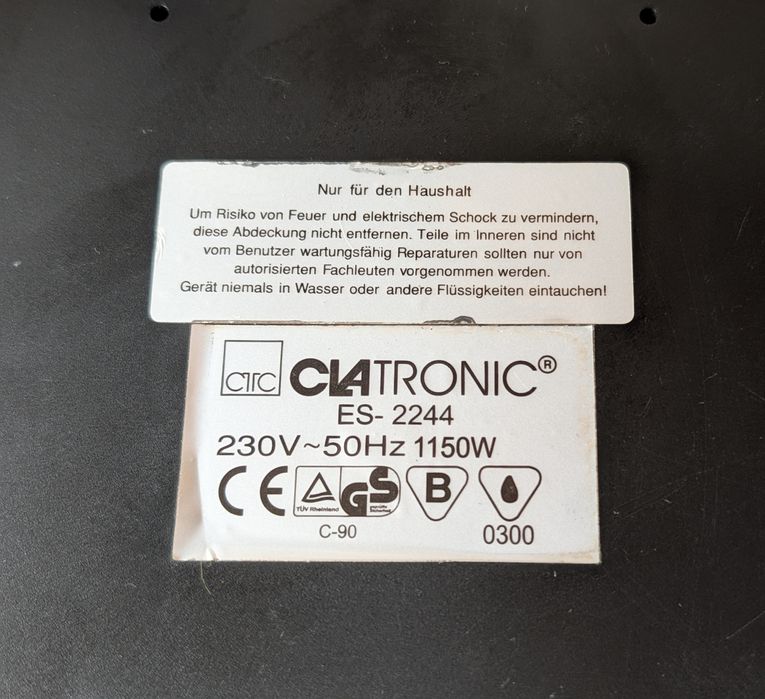 Nur für den Haushalt
Um Risiko von Feuer und elektrischem Schock zu vermindern,
diese Abdeckung nicht entfernen. Teile im Inneren sind nicht
vom Benutzer wartungsfähig Reparaturen sollten nur von
autorisierten Fachleuten vorgenommen werden.
Gerät niemals in Wasser oder andere Flüssigkeiten eintauchen!
CTC CLATRONIC®
ES- 2244
230V~50Hz 1150W
CE TÜV Rheinland GS geprüfte Sicherheit B
C-90 0300